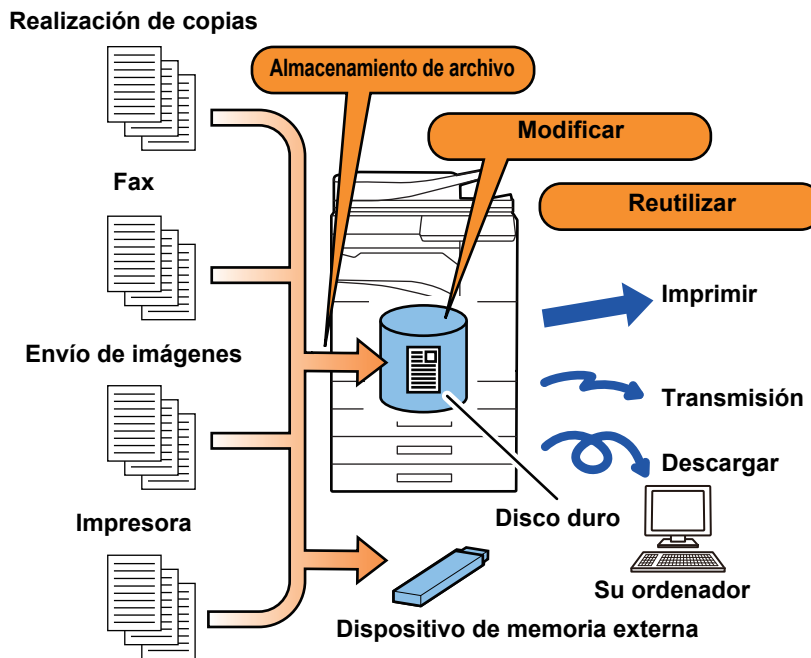 Realización de copias
Almacenamiento de archivo
Modificar
Fax
Reutilizar
Imprimir
Envío de imágenes
Transmisión
Descargar
Impresora
Disco duro
Su ordenador
Dispositivo de memoria externa